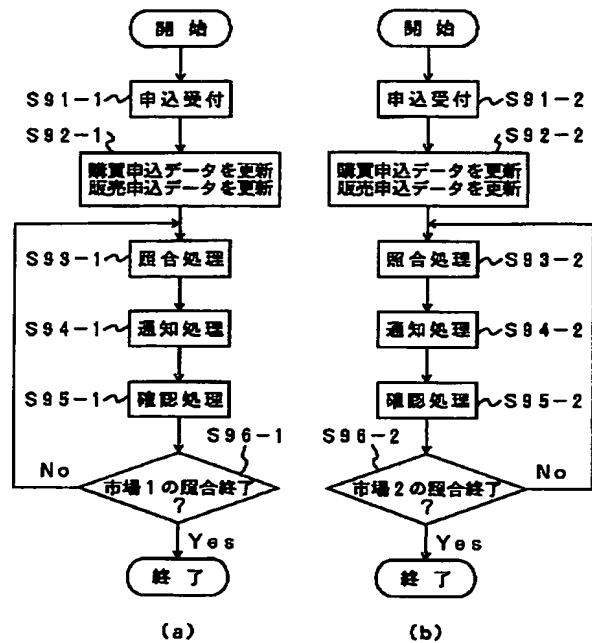 開始
S91-1
申込受付
S92-1
購買申込データを更新
販売申込データを更新
S93-1
照合処理
S94-1
通知処理
S95-1
確認処理
S96-1
No
市場1の照合終了
?
Yes
終了
(a)
開始
申込受付
S91-2
S92-2
購買申込データを更新
販売申込データを更新
照合処理
S93-2
通知処理
S94-2
確認処理
S95-2
S96-2
市場2の照合終了
?
No
Yes
終了
(b)